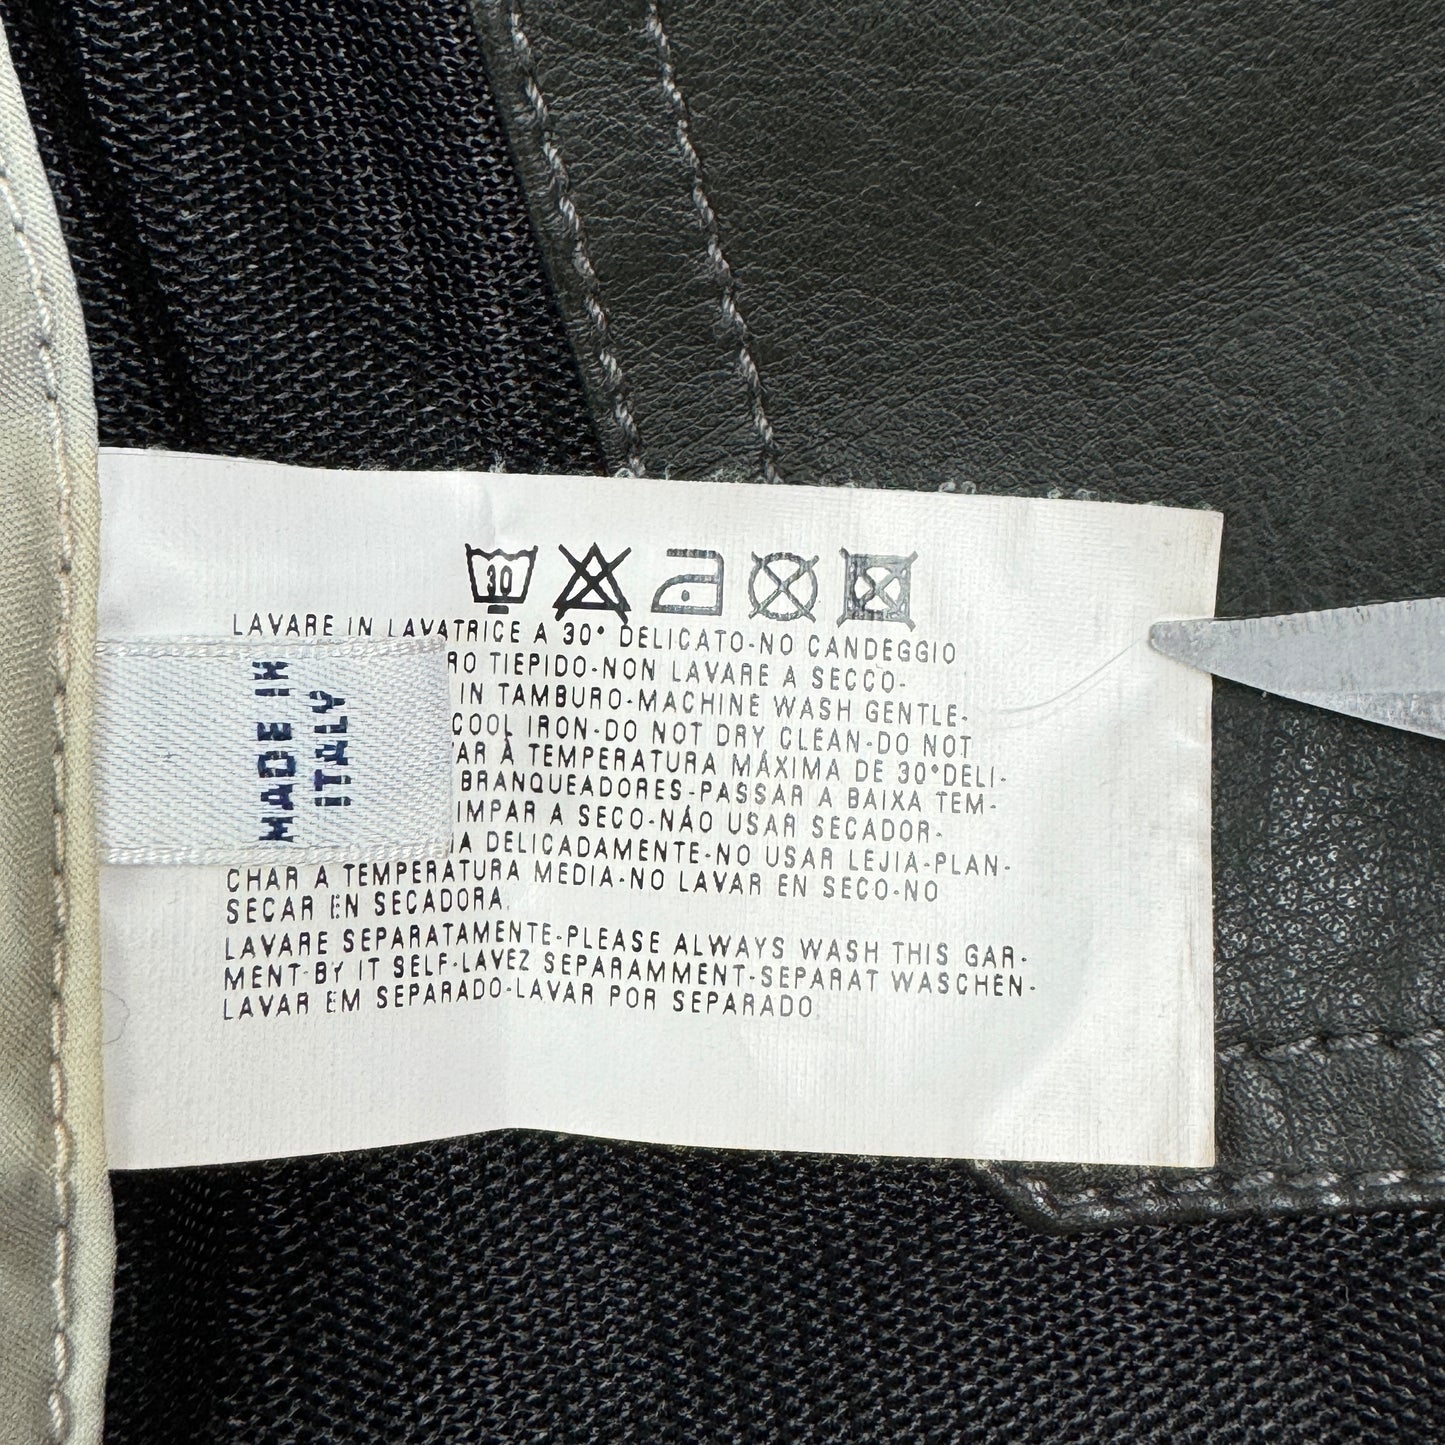 30
LAVARE IN LAVATRICE A 30° DELICATO-NO CANDEGGIO
RO TIEPIDO-NON LAVARE A SECCO-
IN TAMBURO-MACHINE WASH GENTLE-
COOL IRON-DO NOT DRY CLEAN-DO NOT
AR À TEMPERATURA MÁXIMA DE 30°DELI-
BRANQUEADORES-PASSAR A BAIXA TEM-
IMPAR A SECO-NÃO USAR SECADOR-
A DELICADAMENTE-NO USAR LEJIA-PLAN-
CHAR A TEMPERATURA MEDIA-NO LAVAR EN SECO-NO
SECAR EN SECADORA.
LAVARE SEPARATAMENTE-PLEASE ALWAYS WASH THIS GAR-
MENT-BY IT SELF-LAVEZ SEPARAMMENT-SEPARAT WASCHEN-
LAVAR EM SEPARADO-LAVAR POR SEPARADO.
MADE IN
ITALY